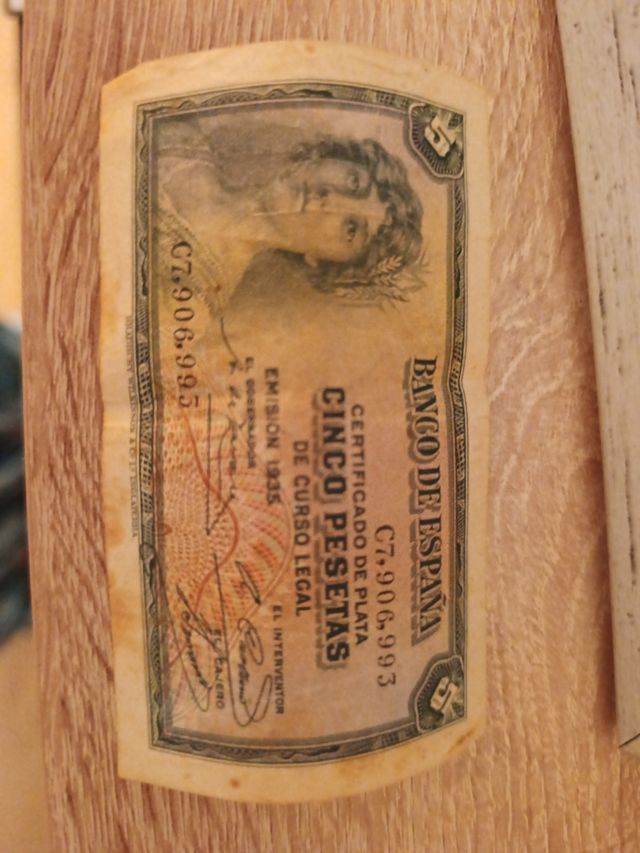 5
5
BANCO DE ESPAÑA
C7,906,993
CERTIFICADO DE PLATA
CINCO PESETAS
DE CURSO LEGAL
EMISIÓN 1935
EL GOBERNADOR
EL INTERVENTOR
EL CAJERO
C7,906,995